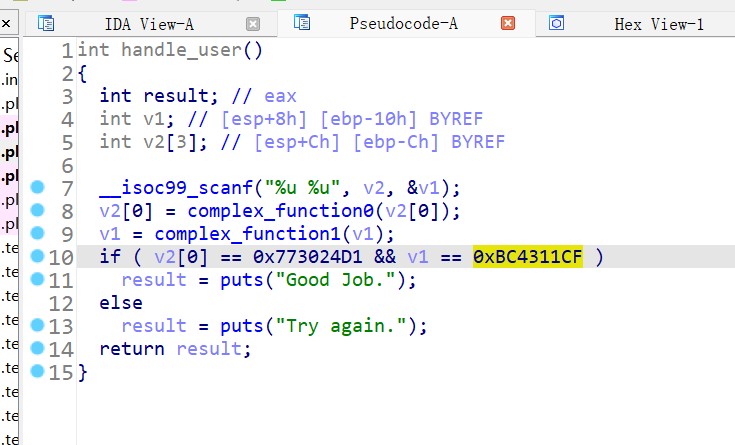 IDA View-A
Pseudocode-A
Hex View-1
Se
.in
.pl
.pl
.pl
.pl
.pl
.pl
.te
.te
.te
.te
.te
.te
.te
.te
1 int handle_user()
2 {
3 int result; // eax
4 int v1; // [esp+8h] [ebp-10h] BYREF
5 int v2[3]; // [esp+Ch] [ebp-Ch] BYREF
6
7 __isoc99_scanf("%u %u", v2, &v1);
8 v2[0] = complex_function0(v2[0]);
9 v1 = complex_function1(v1);
10 if ( v2[0] == 0x773024D1 && v1 == 0xBC4311CF )
11 result = puts("Good Job.");
12 else
13 result = puts("Try again.");
14 return result;
15 }